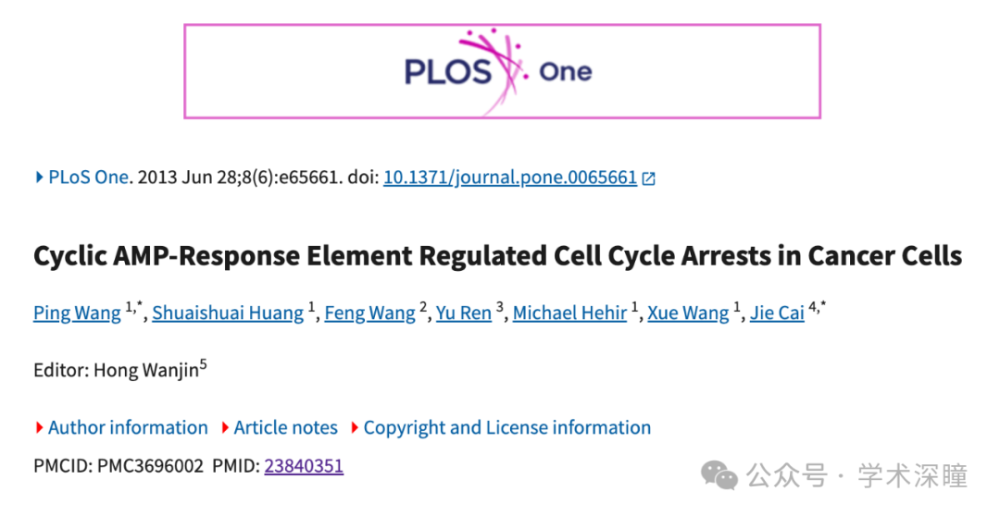 PLOS One
PLoS One. 2013 Jun 28;8(6):e65661. doi: 10.1371/journal.pone.0065661
Cyclic AMP-Response Element Regulated Cell Cycle Arrests in Cancer Cells
Ping Wang 1,*, Shuaishuai Huang 1, Feng Wang 2, Yu Ren 3, Michael Hehir 1, Xue Wang 1, Jie Cai 4,*
Editor: Hong Wanjin5
Author information Article notes Copyright and License information
PMCID: PMC3696002 PMID: 23840351
公众号 · 学术深瞳